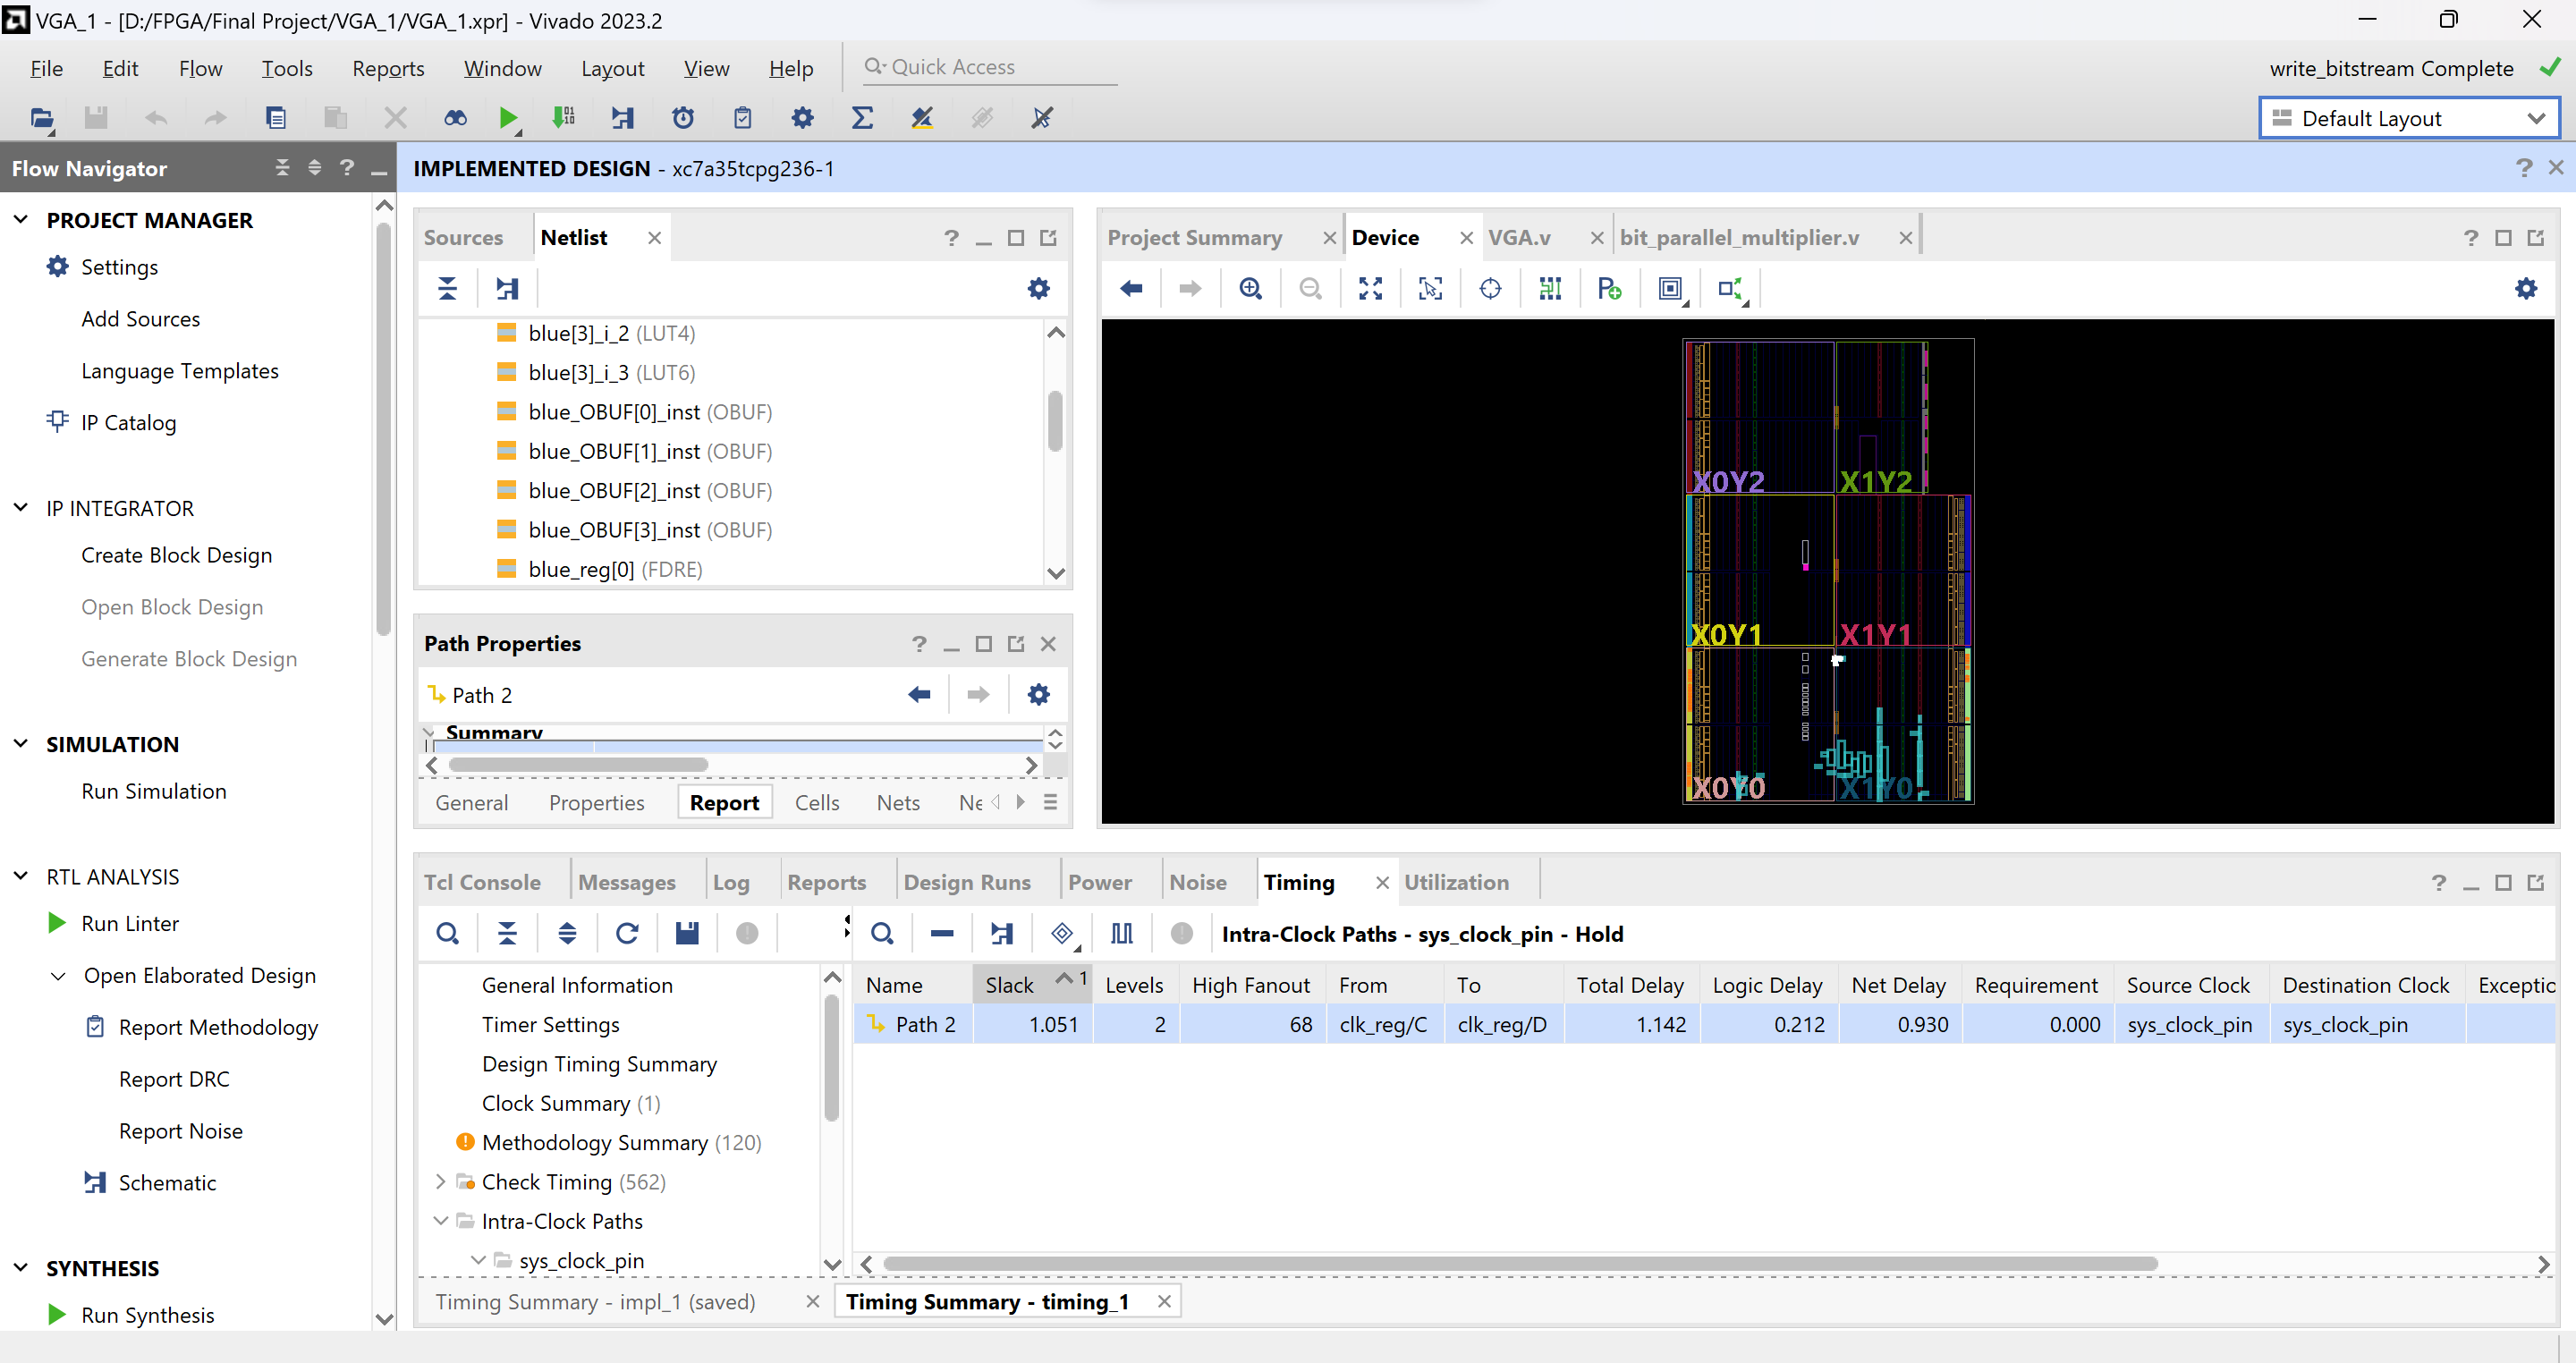 VGA_1 - [D:/FPGA/Final Project/VGA_1/VGA_1.xpr] - Vivado 2023.2
File Edit Flow Tools Reports Window Layout View Help Quick Access
write_bitstream Complete
Default Layout
Flow Navigator
IMPLEMENTED DESIGN - xc7a35tcpg236-1
PROJECT MANAGER
Settings
Add Sources
Language Templates
IP Catalog
IP INTEGRATOR
Create Block Design
Open Block Design
Generate Block Design
SIMULATION
Run Simulation
RTL ANALYSIS
Run Linter
Open Elaborated Design
Report Methodology
Report DRC
Report Noise
Schematic
SYNTHESIS
Run Synthesis
Sources Netlist
blue[3]_i_2 (LUT4)
blue[3]_i_3 (LUT6)
blue_OBUF[0]_inst (OBUF)
blue_OBUF[1]_inst (OBUF)
blue_OBUF[2]_inst (OBUF)
blue_OBUF[3]_inst (OBUF)
blue_reg[0] (FDRE)
Path Properties
Path 2
Summary
General Properties Report Cells Nets Ne
Project Summary Device VGA.v bit_parallel_multiplier.v
X0Y2 X1Y2
X0Y1 X1Y1
X0Y0 X1Y0
Tcl Console Messages Log Reports Design Runs Power Noise Timing Utilization
Intra-Clock Paths - sys_clock_pin - Hold
General Information
Timer Settings
Design Timing Summary
Clock Summary (1)
Methodology Summary (120)
Check Timing (562)
Intra-Clock Paths
sys_clock_pin
Name Slack 1 Levels High Fanout From To Total Delay Logic Delay Net Delay Requirement Source Clock Destination Clock Exceptio
Path 2 1.051 2 68 clk_reg/C clk_reg/D 1.142 0.212 0.930 0.000 sys_clock_pin sys_clock_pin
Timing Summary - impl_1 (saved) Timing Summary - timing_1